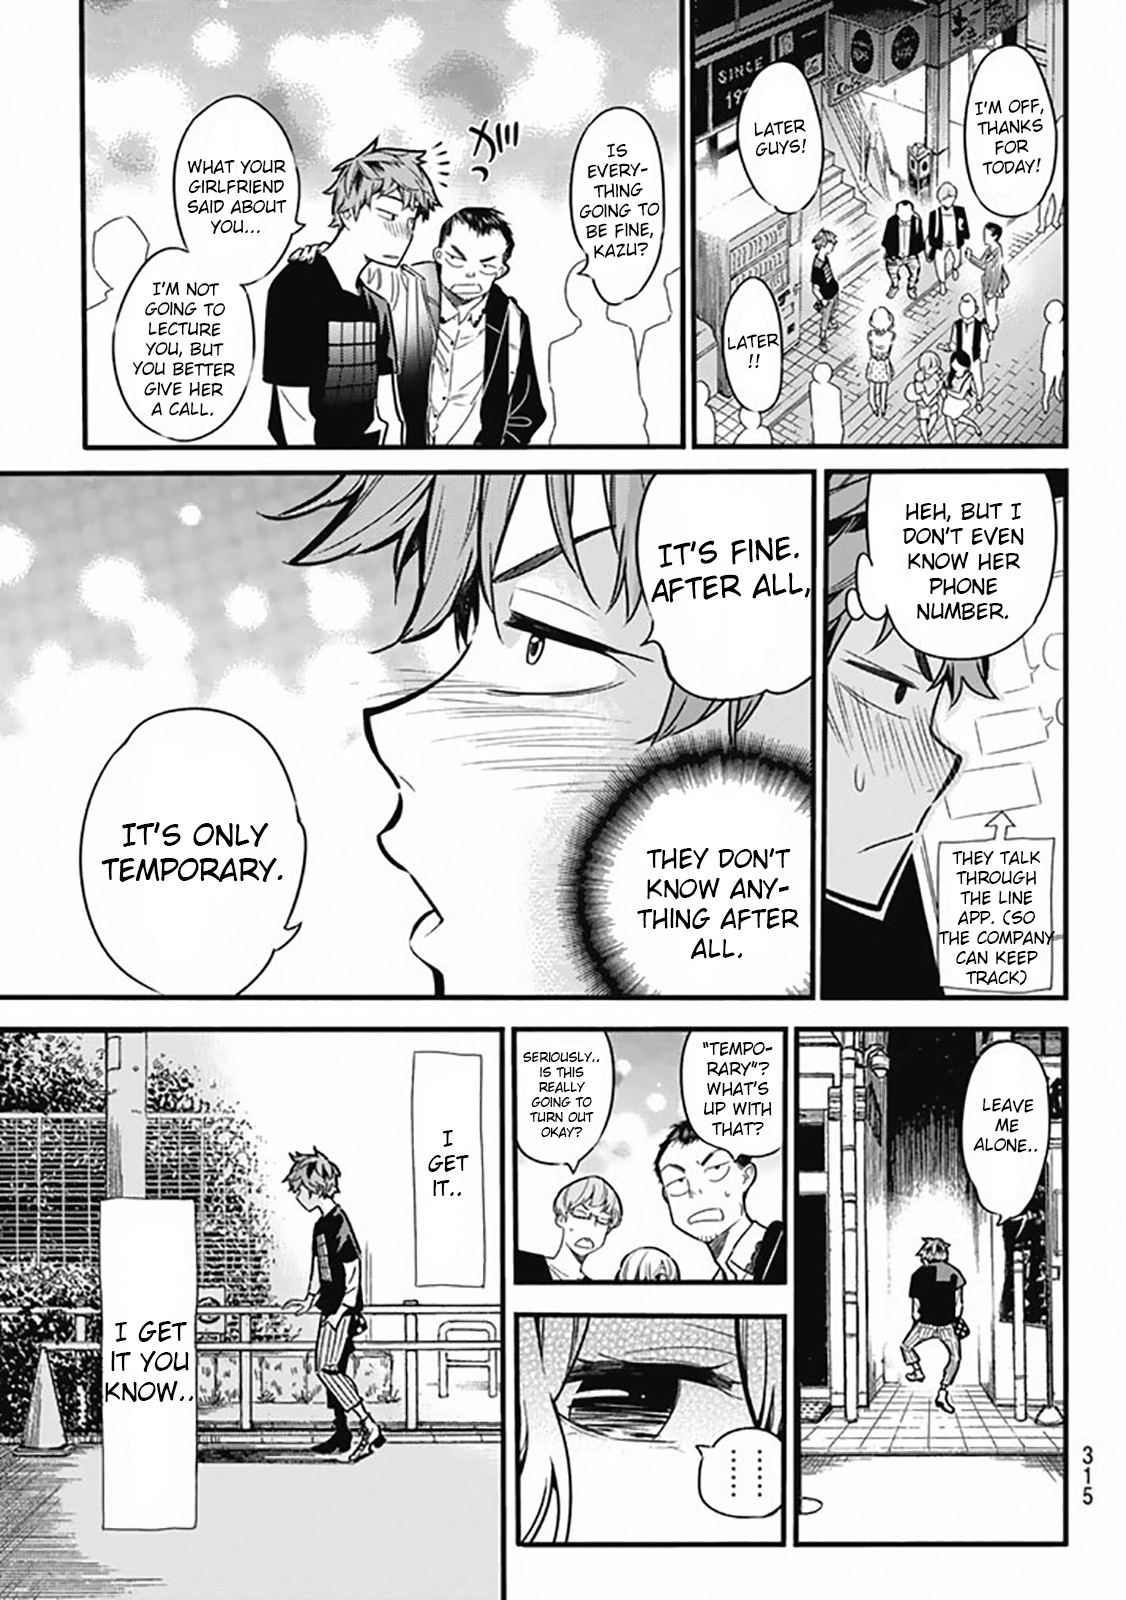 I'M OFF,
THANKS
FOR
TODAY!
LATER
GUYS!
LATER
!!
SINCE
IS
EVERY-
THING
GOING TO
BE FINE,
KAZU?
WHAT YOUR
GIRLFRIEND
SAID ABOUT
YOU...
I'M NOT
GOING TO
LECTURE
YOU, BUT
YOU BETTER
GIVE HER
A CALL.
HEH, BUT I
DON'T EVEN
KNOW HER
PHONE
NUMBER.
THEY TALK
THROUGH
THE LINE
APP. (SO
THE COMPANY
CAN KEEP
TRACK)
IT'S FINE.
AFTER ALL,
THEY DON'T
KNOW ANY-
THING AFTER
ALL.
IT'S ONLY
TEMPORARY.
LEAVE
ME
ALONE..
"TEMPO-
RARY"?
WHAT'S
UP WITH
THAT?
SERIOUSLY..
IS THIS
REALLY
GOING TO
TURN OUT
OKAY?
I
GET
IT..
I GET
IT YOU
KNOW..
315